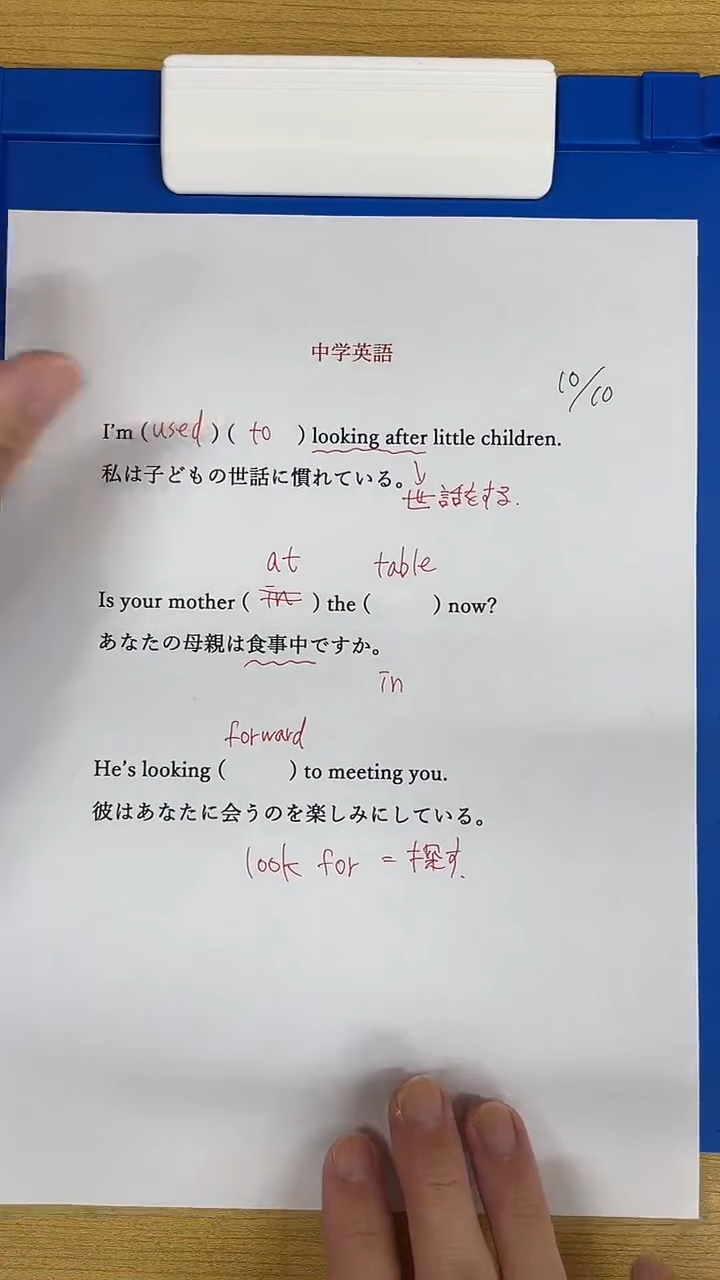 中学英語
10/10
I'm (used) ( to ) looking after little children.
私は子どもの世話に慣れている。
世話をする.
at table
Is your mother ( in ) the ( ) now?
あなたの母親は食事中ですか。
in
forward
He's looking ( ) to meeting you.
彼はあなたに会うのを楽しみにしている。
look for = 探す.